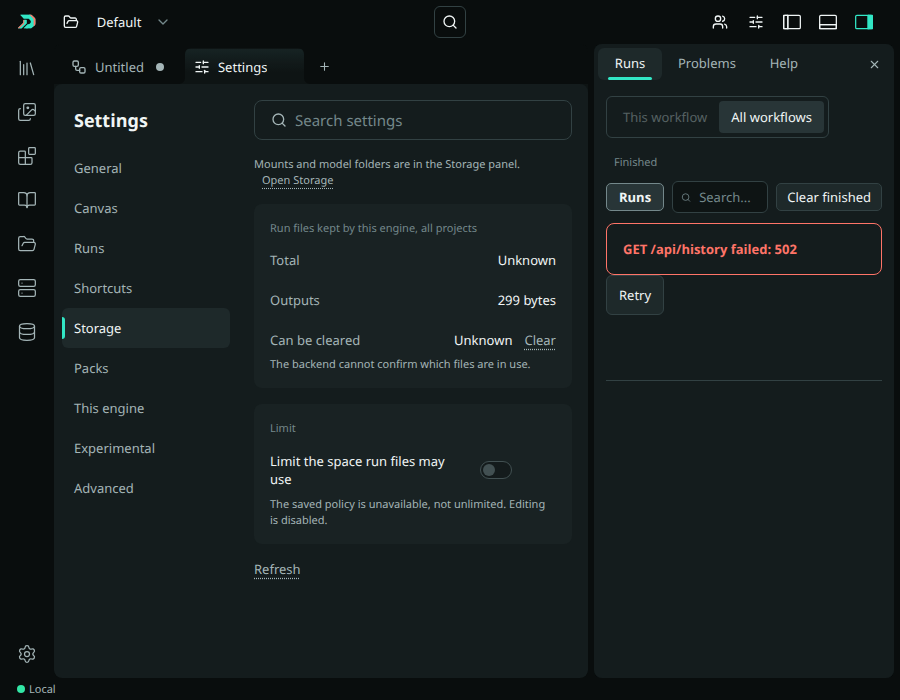 Default
Untitled
Settings
Runs
Problems
Help
Settings
General
Canvas
Runs
Shortcuts
Storage
Packs
This engine
Experimental
Advanced
Search settings
Mounts and model folders are in the Storage panel.
Open Storage
Run files kept by this engine, all projects
Total Unknown
Outputs 299 bytes
Can be cleared Unknown Clear
The backend cannot confirm which files are in use.
Limit
Limit the space run files may
use
The saved policy is unavailable, not unlimited. Editing
is disabled.
Refresh
This workflow All workflows
Finished
Runs Search... Clear finished
GET /api/history failed: 502
Retry
Local